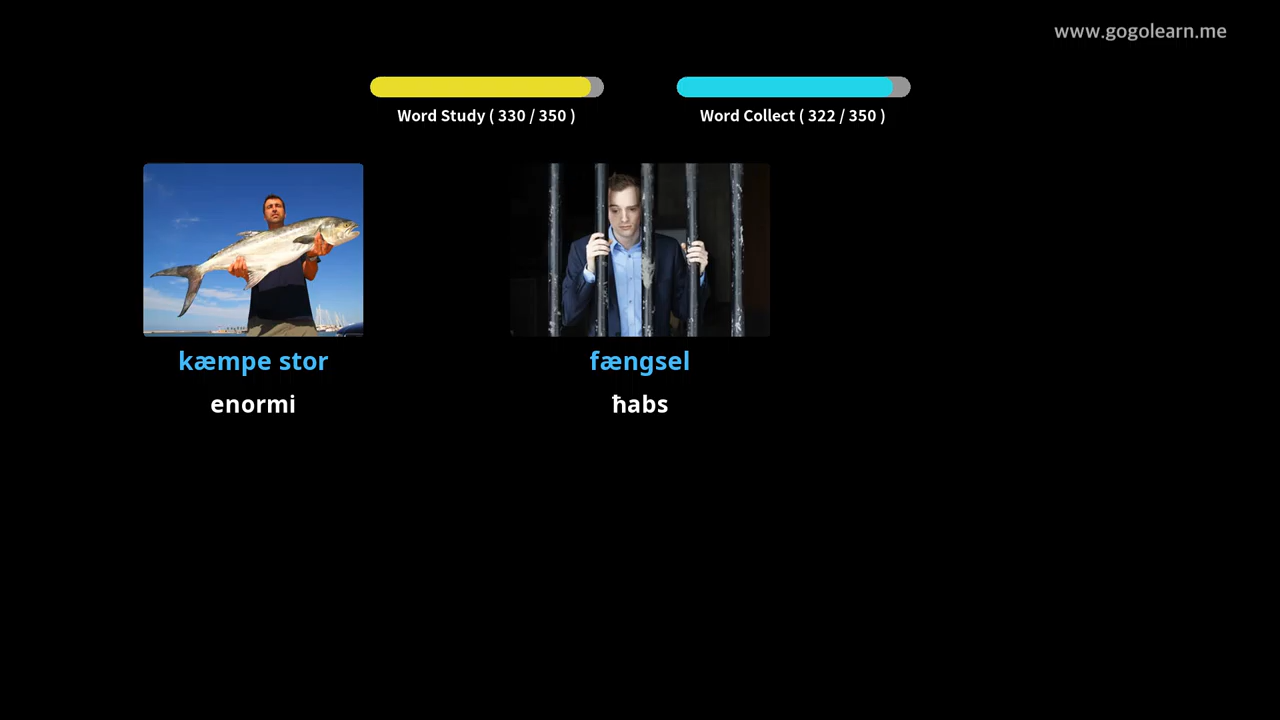 www.gogolearn.me
Word Study ( 330 / 350 )
Word Collect ( 322 / 350 )
kæmpe stor
fængsel
enormi
ħabs